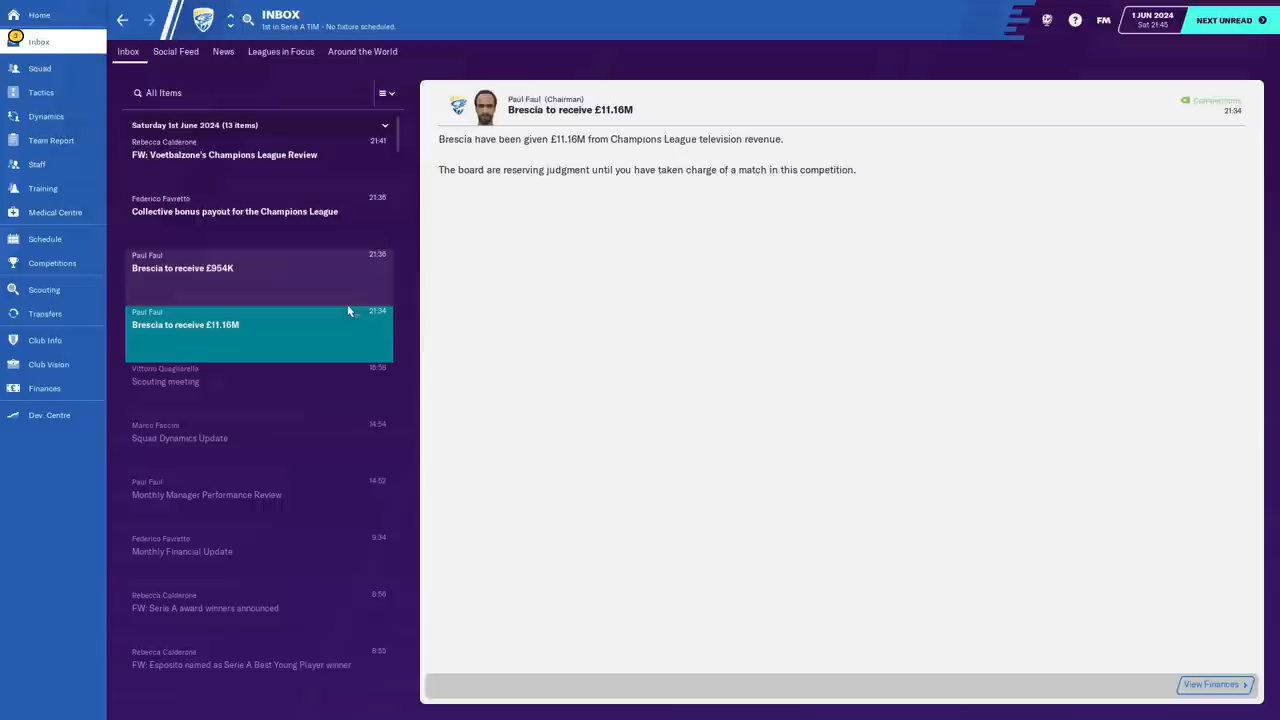 Home
3
Inbox
Squad
Tactics
Dynamics
Team Report
Staff
Training
Medical Centre
Schedule
Competitions
Scouting
Transfers
Club Info
Club Vision
Finances
Dev. Centre
INBOX
1st in Serie A TIM - No fixture scheduled.
?
FM
1 JUN 2024
Sat 21:45
NEXT UNREAD
Inbox
Social Feed
News
Leagues in Focus
Around the World
All Items
Saturday 1st June 2024 (13 items)
Rebecca Calderone 21:41
FW: Voetbalzone's Champions League Review
Federico Favretto 21:36
Collective bonus payout for the Champions League
Paul Faul 21:36
Brescia to receive £954K
Paul Faul 21:34
Brescia to receive £11.16M
Vittorio Quagliarella 16:58
Scouting meeting
Marco Faccini 14:54
Squad Dynamics Update
Paul Faul 14:52
Monthly Manager Performance Review
Federico Favretto 9:34
Monthly Financial Update
Rebecca Calderone 8:56
FW: Serie A award winners announced
Rebecca Calderone 8:55
FW: Esposito named as Serie A Best Young Player winner
Paul Faul (Chairman)
Brescia to receive £11.16M
Competitions
21:34
Brescia have been given £11.16M from Champions League television revenue.
The board are reserving judgment until you have taken charge of a match in this competition.
View Finances